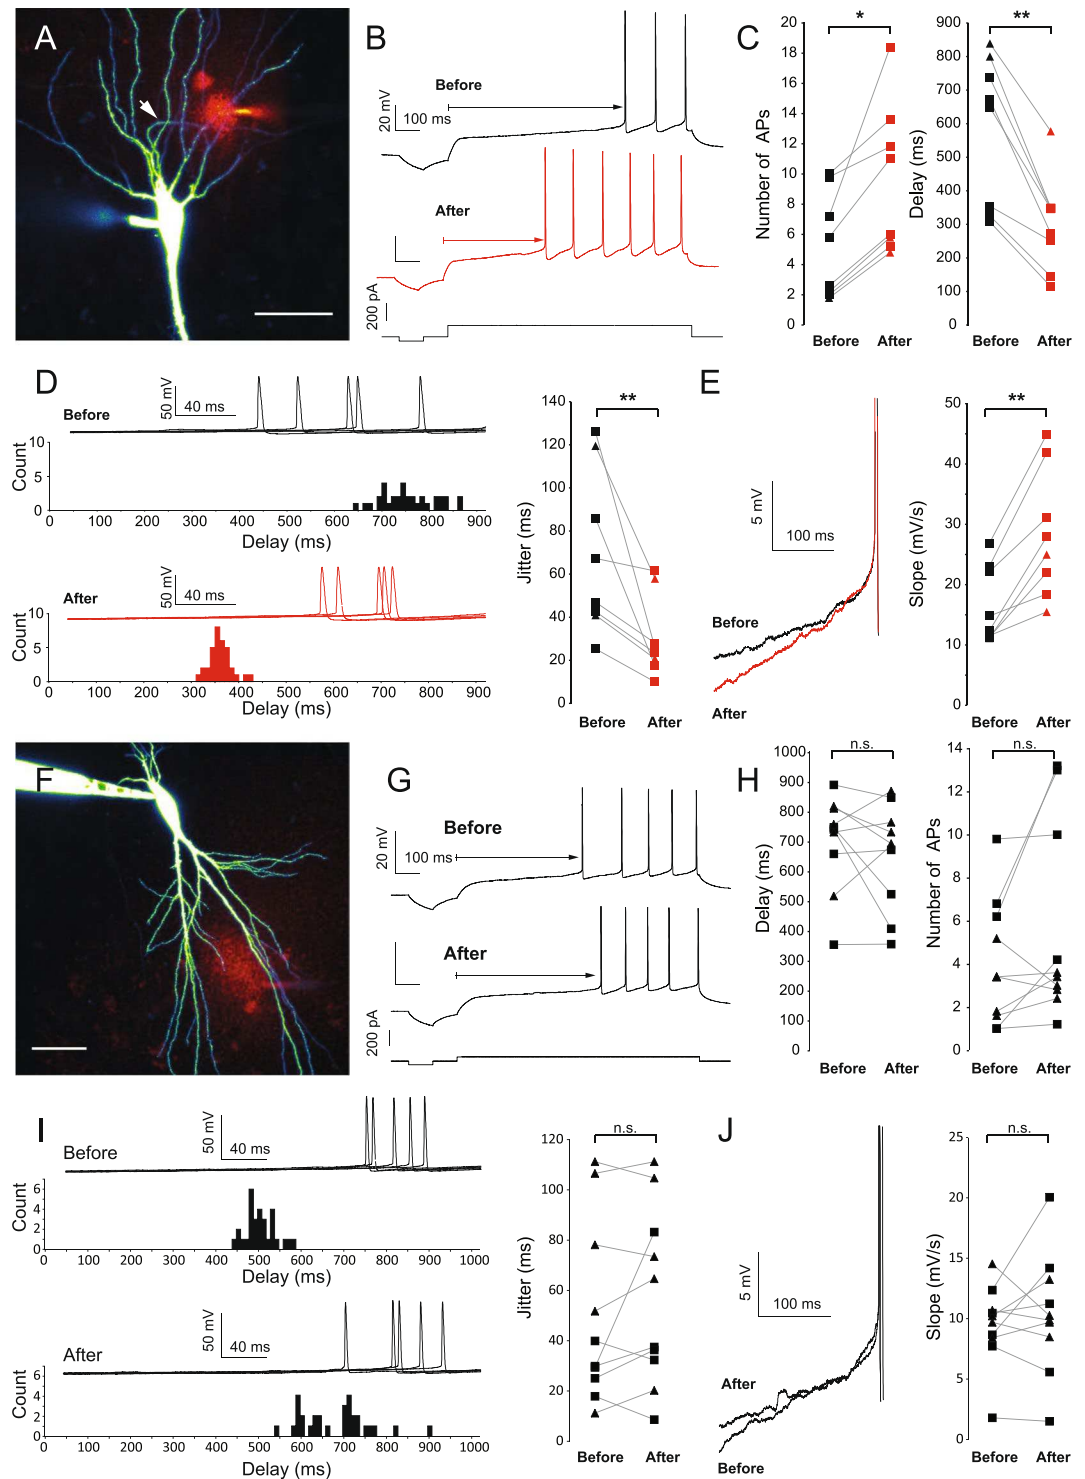 A
B
Before
20 mV
100 ms
After
200 pA
C
*
Number of APs
20
18
16
14
12
10
8
6
4
2
0
Before
After
**
Delay (ms)
900
800
700
600
500
400
300
200
100
0
Before
After
D
Before
50 mV
40 ms
Count
10
5
0
0 100 200 300 400 500 600 700 800 900
Delay (ms)
After
50 mV
40 ms
Count
10
5
0
0 100 200 300 400 500 600 700 800 900
Delay (ms)
**
Jitter (ms)
140
120
100
80
60
40
20
0
Before
After
E
5 mV
100 ms
Before
After
**
Slope (mV/s)
50
40
30
20
10
0
Before
After
F
G
Before
20 mV
100 ms
After
200 pA
H
n.s.
Delay (ms)
1000
900
800
700
600
500
400
300
200
100
0
Before
After
n.s.
Number of APs
14
12
10
8
6
4
2
0
Before
After
I
Before
50 mV
40 ms
Count
6
4
2
0
0 100 200 300 400 500 600 700 800 900 1000
Delay (ms)
After
50 mV
40 ms
Count
6
4
2
0
0 100 200 300 400 500 600 700 800 900 1000
Delay (ms)
n.s.
Jitter (ms)
120
100
80
60
40
20
0
Before
After
J
5 mV
100 ms
After
Before
n.s.
Slope (mV/s)
25
20
15
10
5
0
Before
After